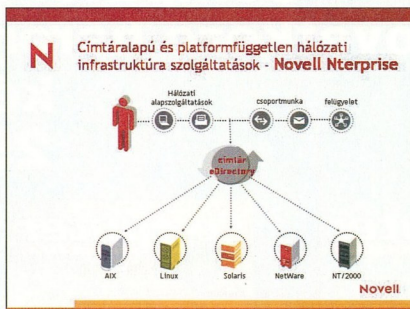 N
Címtáralapú és platformfüggetlen hálózati
infrastruktúra szolgáltatások - Novell Nterprise
Hálózati
alapszolgáltatások
csoportmunka
felügyelet
címtár
eDirectory
AIX
Linux
Solaris
NetWare
NT/2000
Novell